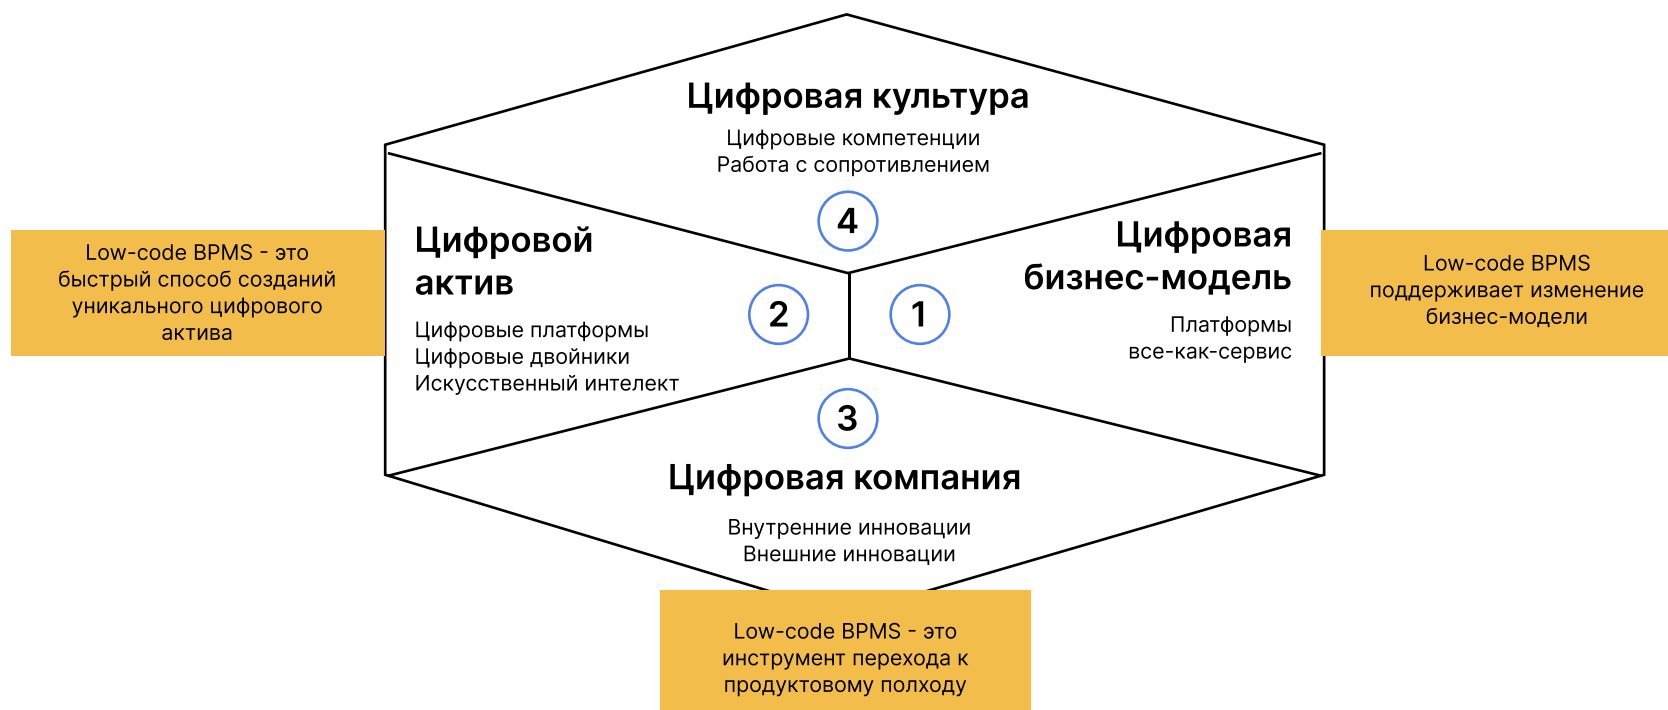 Цифровая культура
Цифровые компетенции
Работа с сопротивлением
4
Low-code BPMS - это
быстрый способ созданий
уникального цифрового
актива
Цифровой
актив
Цифровые платформы
Цифровые двойники
Искусственный интелект
2
1
Цифровая
бизнес-модель
Платформы
все-как-сервис
Low-code BPMS
поддерживает изменение
бизнес-модели
3
Цифровая компания
Внутренние инновации
Внешние инновации
Low-code BPMS - это
инструмент перехода к
продуктовому полходу